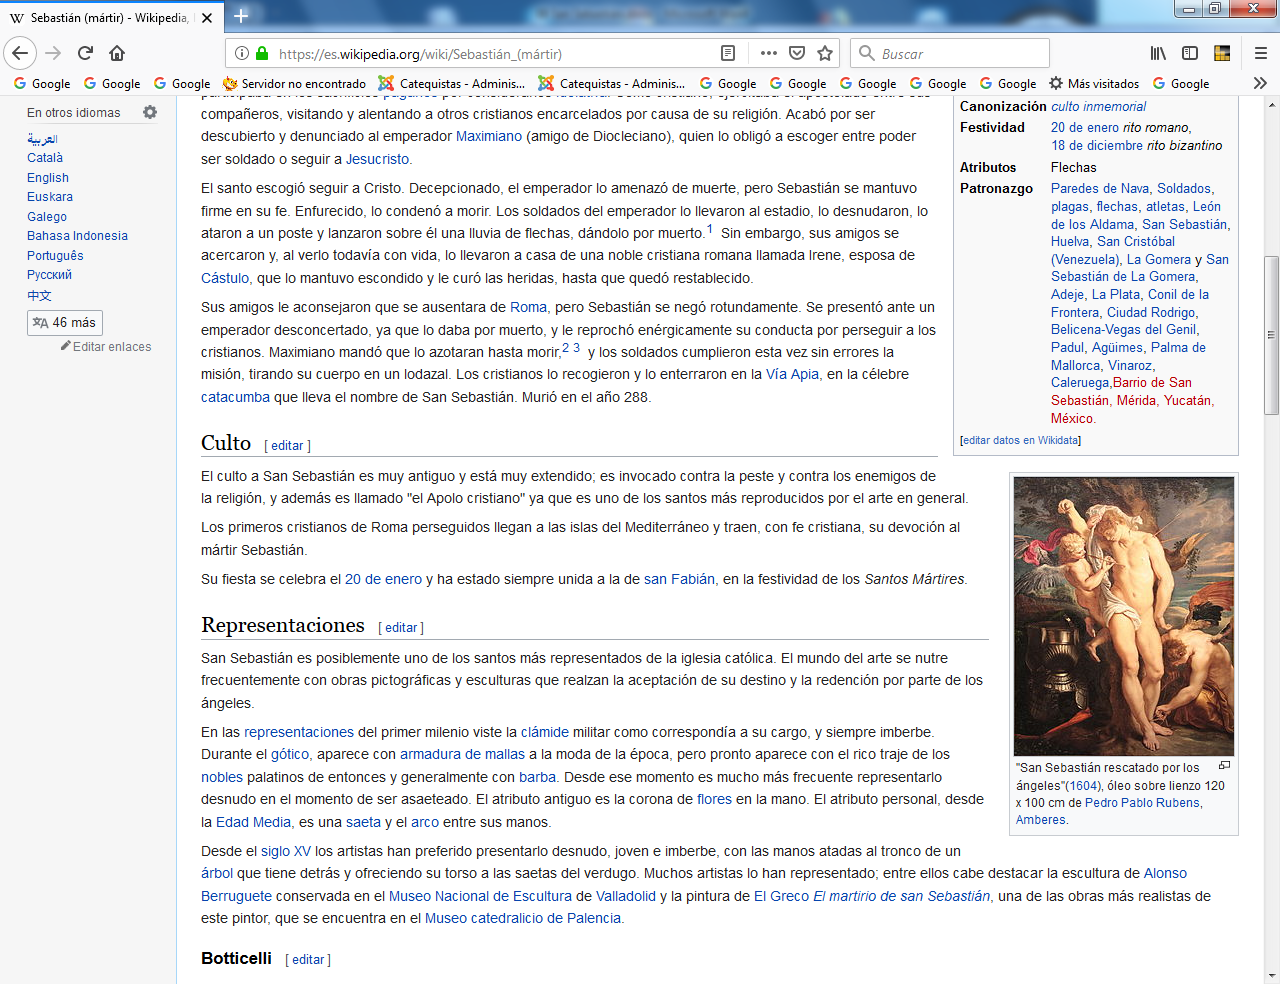 Sebastián (mártir) - Wikipedia,
https://es.wikipedia.org/wiki/Sebastián_(mártir)
Buscar
Google
Google
Google
Servidor no encontrado
Catequistas - Adminis...
Catequistas - Adminis...
Google
Google
Google
Google
Google
Más visitados
Google
En otros idiomas
العربية
Català
English
Euskara
Galego
Bahasa Indonesia
Português
Русский
中文
46 más
Editar enlaces
compañeros, visitando y alentando a otros cristianos encarcelados por causa de su religión. Acabó por ser
descubierto y denunciado al emperador Maximiano (amigo de Diocleciano), quien lo obligó a escoger entre poder
ser soldado o seguir a Jesucristo.
El santo escogió seguir a Cristo. Decepcionado, el emperador lo amenazó de muerte, pero Sebastián se mantuvo
firme en su fe. Enfurecido, lo condenó a morir. Los soldados del emperador lo llevaron al estadio, lo desnudaron, lo
ataron a un poste y lanzaron sobre él una lluvia de flechas, dándolo por muerto.1 Sin embargo, sus amigos se
acercaron y, al verlo todavía con vida, lo llevaron a casa de una noble cristiana romana llamada Irene, esposa de
Cástulo, que lo mantuvo escondido y le curó las heridas, hasta que quedó restablecido.
Sus amigos le aconsejaron que se ausentara de Roma, pero Sebastián se negó rotundamente. Se presentó ante un
emperador desconcertado, ya que lo daba por muerto, y le reprochó enérgicamente su conducta por perseguir a los
cristianos. Maximiano mandó que lo azotaran hasta morir,2 3 y los soldados cumplieron esta vez sin errores la
misión, tirando su cuerpo en un lodazal. Los cristianos lo recogieron y lo enterraron en la Vía Apia, en la célebre
catacumba que lleva el nombre de San Sebastián. Murió en el año 288.
Culto [ editar ]
El culto a San Sebastián es muy antiguo y está muy extendido; es invocado contra la peste y contra los enemigos de
la religión, y además es llamado "el Apolo cristiano" ya que es uno de los santos más reproducidos por el arte en general.
Los primeros cristianos de Roma perseguidos llegan a las islas del Mediterráneo y traen, con fe cristiana, su devoción al
mártir Sebastián.
Su fiesta se celebra el 20 de enero y ha estado siempre unida a la de san Fabián, en la festividad de los Santos Mártires.
Representaciones [ editar ]
San Sebastián es posiblemente uno de los santos más representados de la iglesia católica. El mundo del arte se nutre
frecuentemente con obras pictográficas y esculturas que realzan la aceptación de su destino y la redención por parte de los
ángeles.
En las representaciones del primer milenio viste la clámide militar como correspondía a su cargo, y siempre imberbe.
Durante el gótico, aparece con armadura de mallas a la moda de la época, pero pronto aparece con el rico traje de los
nobles palatinos de entonces y generalmente con barba. Desde ese momento es mucho más frecuente representarlo
desnudo en el momento de ser asaeteado. El atributo antiguo es la corona de flores en la mano. El atributo personal, desde
la Edad Media, es una saeta y el arco entre sus manos.
Desde el siglo XV los artistas han preferido presentarlo desnudo, joven e imberbe, con las manos atadas al tronco de un
árbol que tiene detrás y ofreciendo su torso a las saetas del verdugo. Muchos artistas lo han representado; entre ellos cabe destacar la escultura de Alonso
Berruguete conservada en el Museo Nacional de Escultura de Valladolid y la pintura de El Greco El martirio de san Sebastián, una de las obras más realistas de
este pintor, que se encuentra en el Museo catedralicio de Palencia.
Botticelli [ editar ]
Canonización culto inmemorial
Festividad 20 de enero rito romano,
18 de diciembre rito bizantino
Atributos Flechas
Patronazgo Paredes de Nava, Soldados,
plagas, flechas, atletas, León
de los Aldama, San Sebastián,
Huelva, San Cristóbal
(Venezuela), La Gomera y San
Sebastián de La Gomera,
Adeje, La Plata, Conil de la
Frontera, Ciudad Rodrigo,
Belicena-Vegas del Genil,
Padul, Agüimes, Palma de
Mallorca, Vinaroz,
Caleruega,Barrio de San
Sebastián, Mérida, Yucatán,
México.
[editar datos en Wikidata]
"San Sebastián rescatado por los
ángeles"(1604), óleo sobre lienzo 120
x 100 cm de Pedro Pablo Rubens,
Amberes.